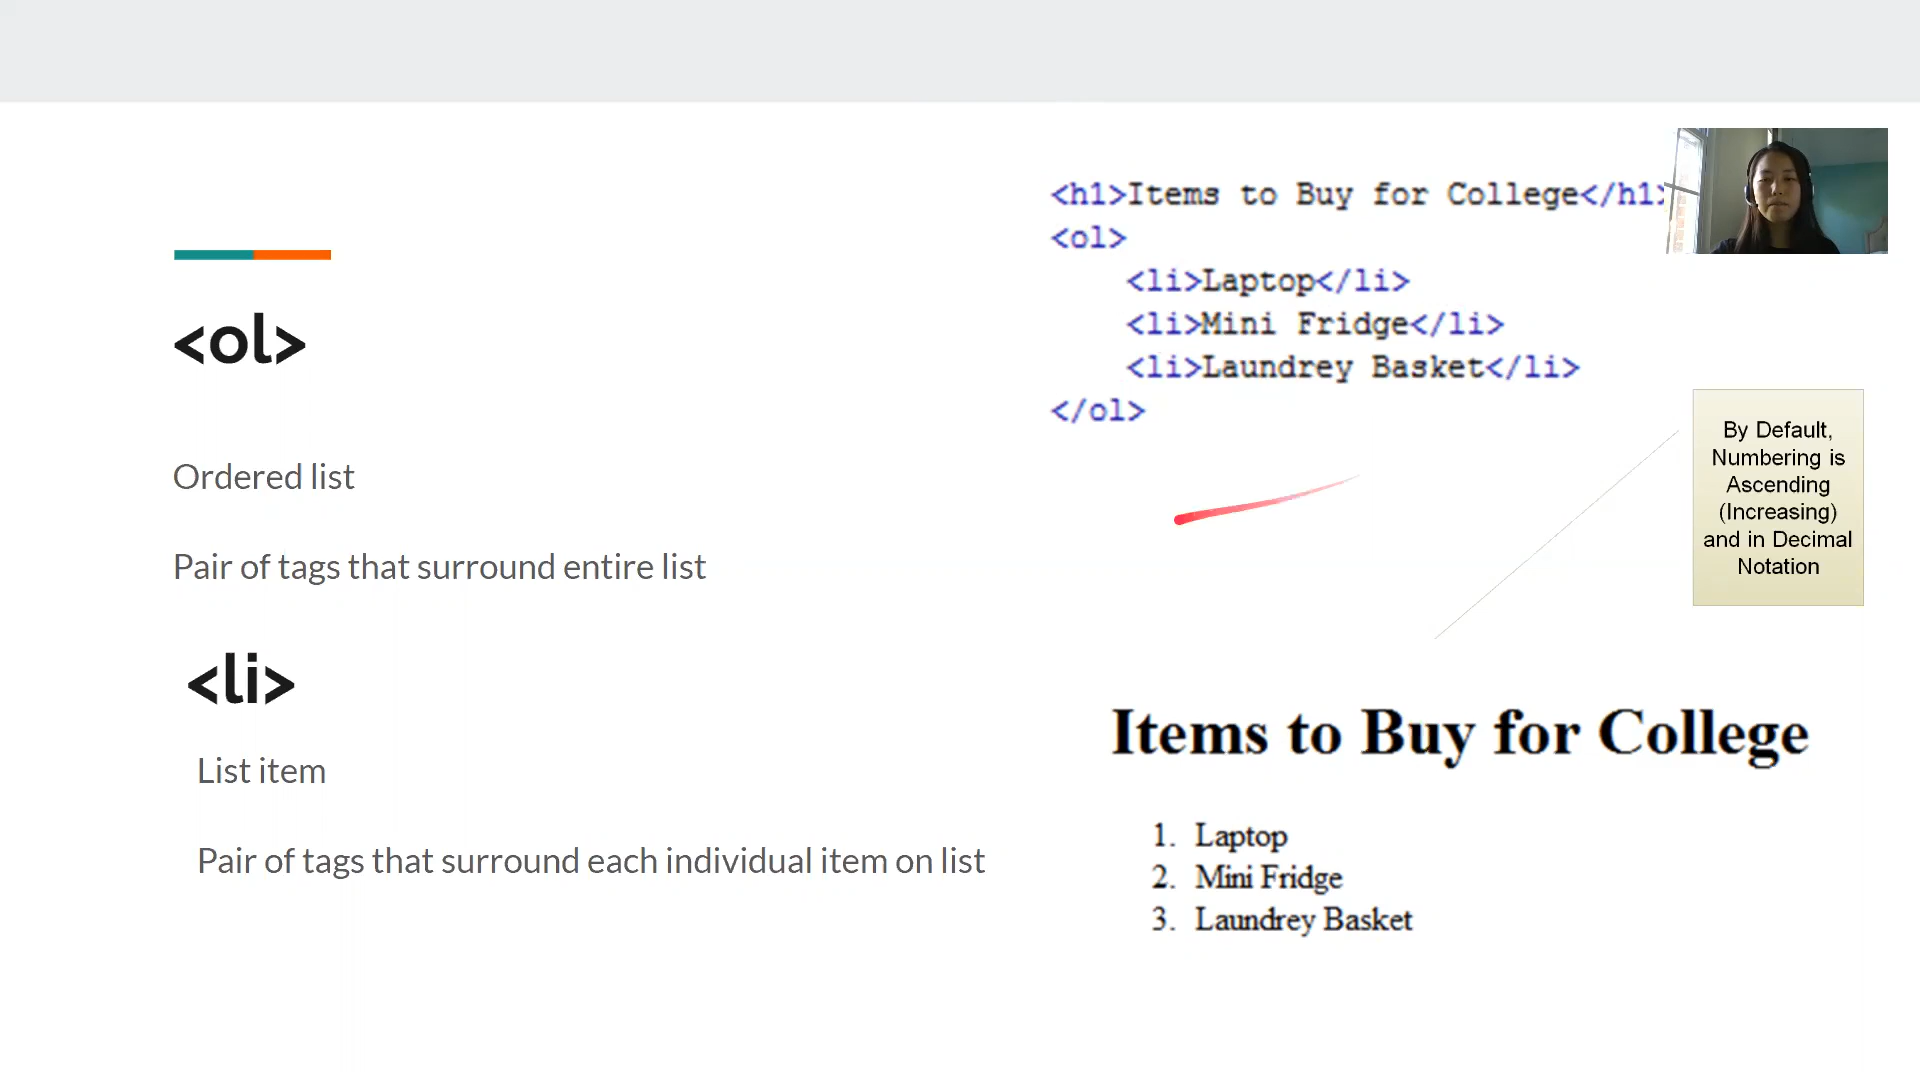 <ol>
Ordered list
Pair of tags that surround entire list
<li>
List item
Pair of tags that surround each individual item on list
<h1>Items to Buy for College</h1>
<ol>
<li>Laptop</li>
<li>Mini Fridge</li>
<li>Laundrey Basket</li>
</ol>
By Default,
Numbering is
Ascending
(Increasing)
and in Decimal
Notation
Items to Buy for College
1. Laptop
2. Mini Fridge
3. Laundrey Basket